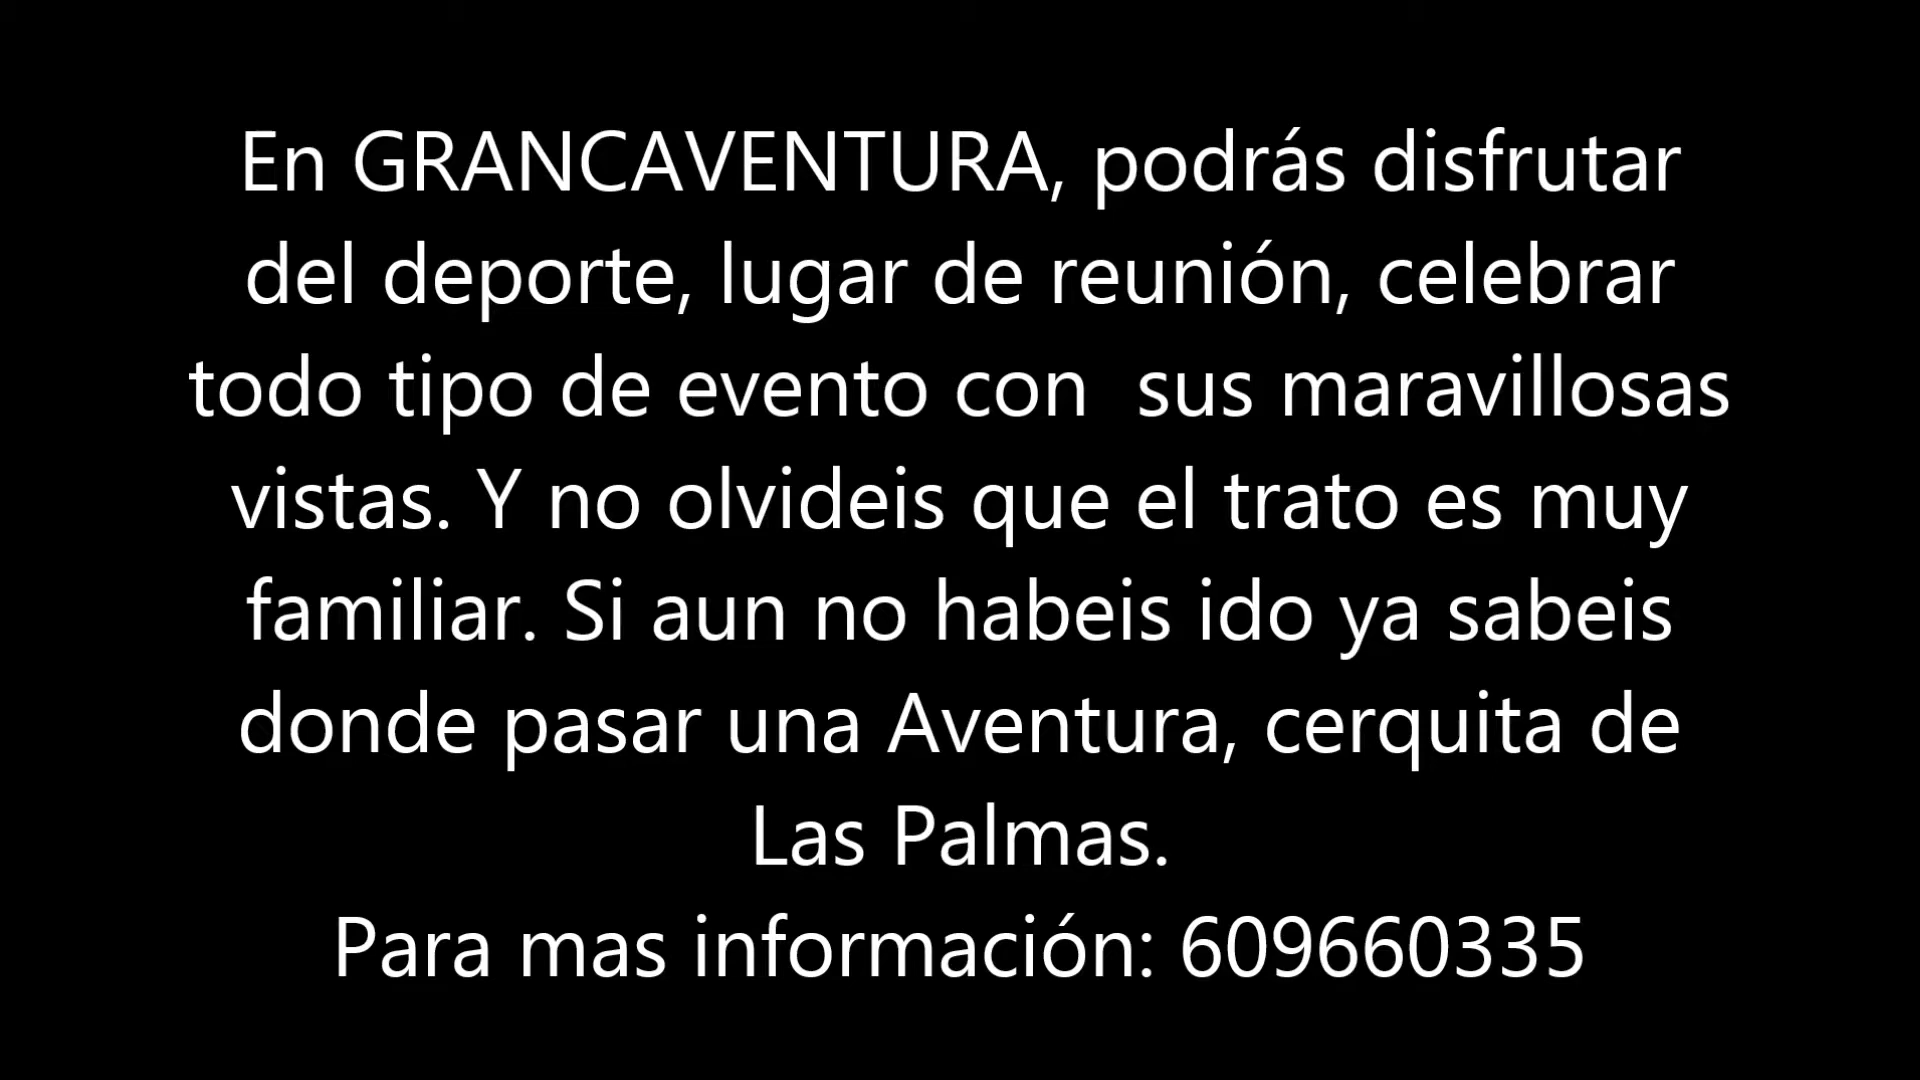 En GRANCAVENTURA, podrás disfrutar
del deporte, lugar de reunión, celebrar
todo tipo de evento con  sus maravillosas
vistas. Y no olvideis que el trato es muy
familiar. Si aun no habeis ido ya sabeis
donde pasar una Aventura, cerquita de
Las Palmas.
Para mas información: 609660335